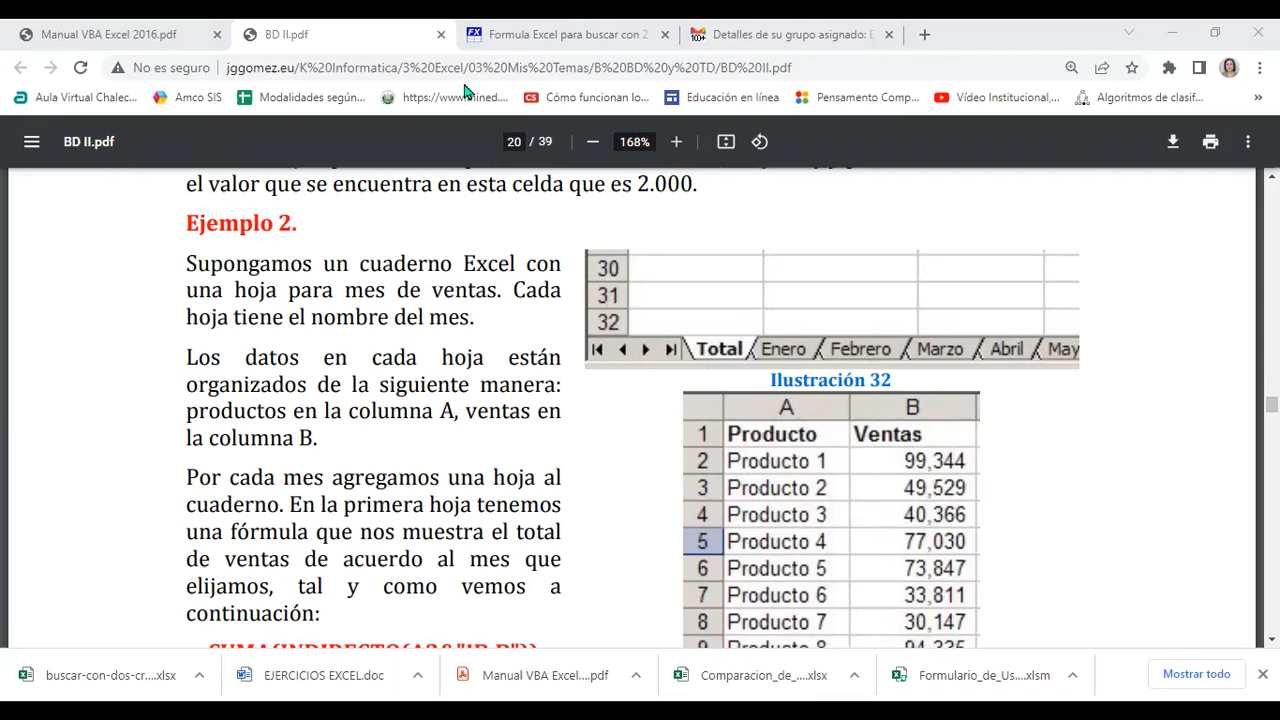 Manual VBA Excel 2016.pdf
BD II.pdf
Formula Excel para buscar con 2
Detalles de su grupo asignado: E
No es seguro
jggomez.eu/K%20Informatica/3%20Excel/03%20Mis%20Temas/B%20BD%20y%20TD/BD%20II.pdf
Aula Virtual Chalec...
Amco SIS
Modalidades según...
https://www.mined....
Cómo funcionan lo...
Educación en línea
Pensamento Comp...
Vídeo Institucional,...
Algoritmos de clasif...
BD II.pdf
20 / 39
168%
el valor que se encuentra en esta celda que es 2.000.
Ejemplo 2.
Supongamos un cuaderno Excel con
una hoja para mes de ventas. Cada
hoja tiene el nombre del mes.
Los datos en cada hoja están
organizados de la siguiente manera:
productos en la columna A, ventas en
la columna B.
Por cada mes agregamos una hoja al
cuaderno. En la primera hoja tenemos
una fórmula que nos muestra el total
de ventas de acuerdo al mes que
elijamos, tal y como vemos a
continuación:
30
31
32
Total Enero Febrero Marzo Abril May
Ilustración 32
A B
1 Producto Ventas
2 Producto 1 99,344
3 Producto 2 49,529
4 Producto 3 40,366
5 Producto 4 77,030
6 Producto 5 73,847
7 Producto 6 33,811
8 Producto 7 30,147
buscar-con-dos-cr....xlsx
EJERCICIOS EXCEL.doc
Manual VBA Excel....pdf
Comparacion_de_....xlsx
Formulario_de_Us....xlsm
Mostrar todo